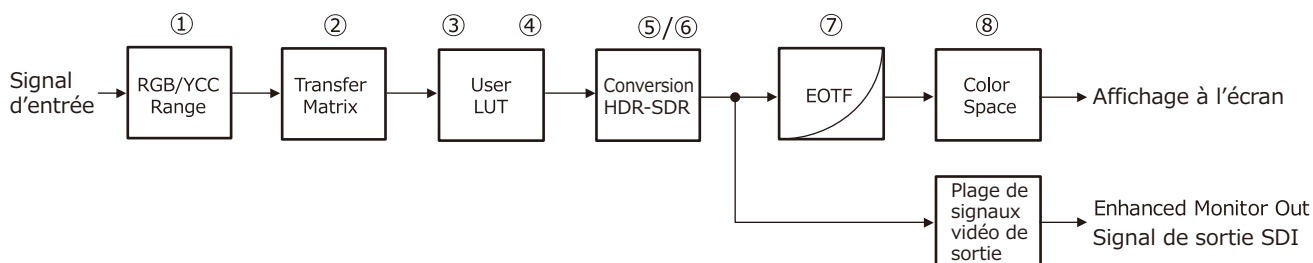 ① ② ③ ④ ⑤/⑥ ⑦ ⑧
Signal
d'entrée
RGB/YCC
Range
Transfer
Matrix
User
LUT
Conversion
HDR-SDR
EOTF
Color
Space
Affichage à l'écran
Plage de
signaux
vidéo de
sortie
Enhanced Monitor Out
Signal de sortie SDI